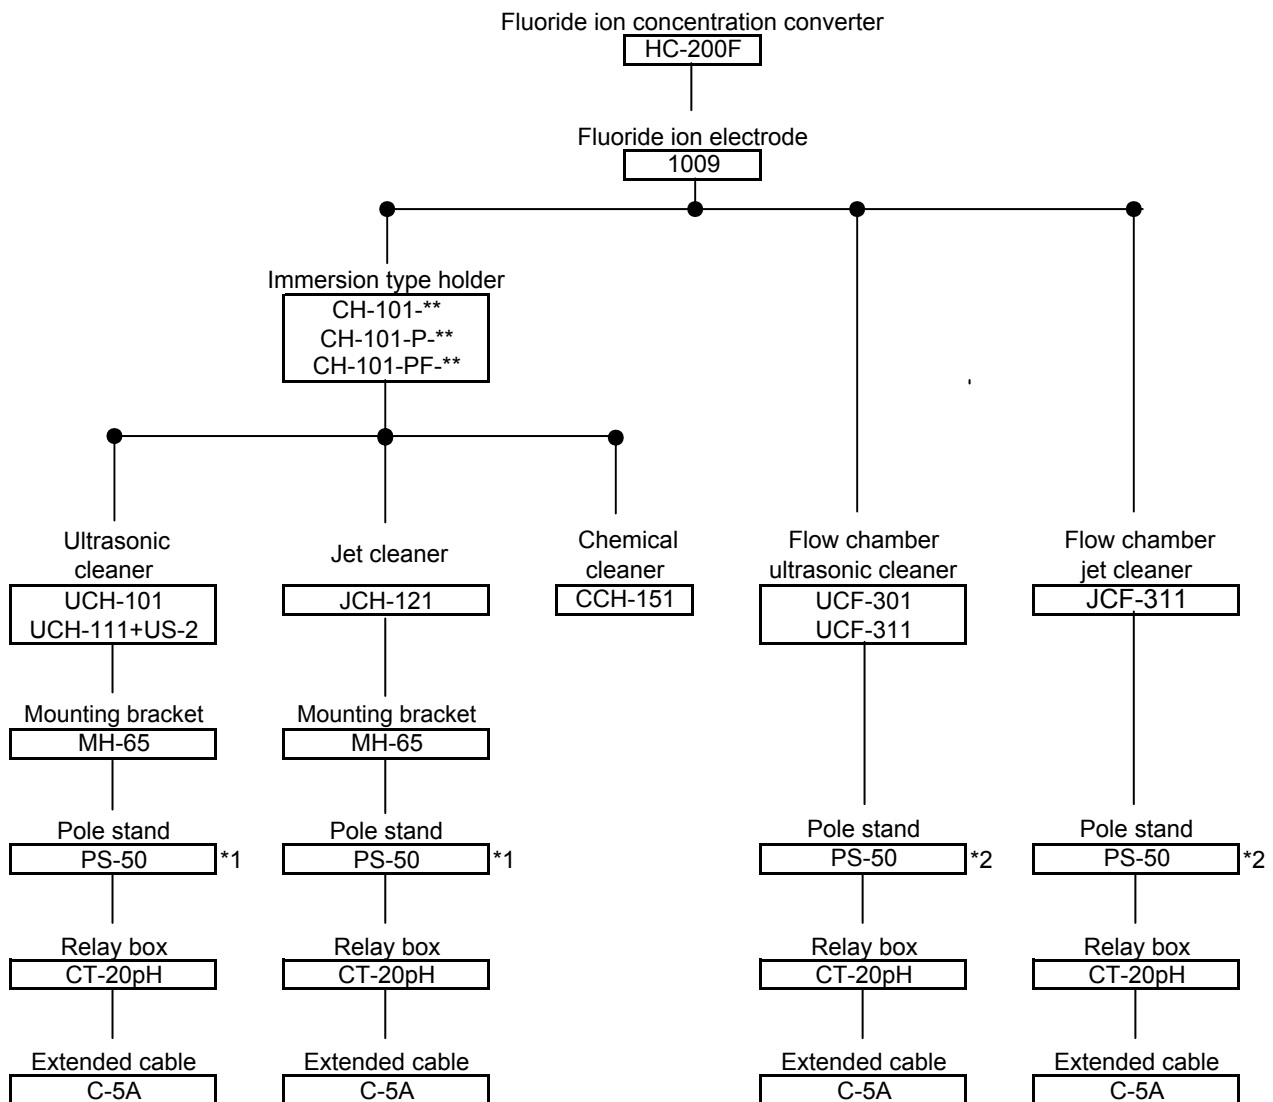 Fluoride ion concentration converter
HC-200F
Fluoride ion electrode
1009
Immersion type holder
CH-101-**
CH-101-P-**
CH-101-PF-**
Ultrasonic
cleaner
UCH-101
UCH-111+US-2
Mounting bracket
MH-65
Pole stand
PS-50 *1
Relay box
CT-20pH
Extended cable
C-5A
Jet cleaner
JCH-121
Mounting bracket
MH-65
Pole stand
PS-50 *1
Relay box
CT-20pH
Extended cable
C-5A
Chemical
cleaner
CCH-151
Flow chamber
ultrasonic cleaner
UCF-301
UCF-311
Pole stand
PS-50 *2
Relay box
CT-20pH
Extended cable
C-5A
Flow chamber
jet cleaner
JCF-311
Pole stand
PS-50 *2
Relay box
CT-20pH
Extended cable
C-5A